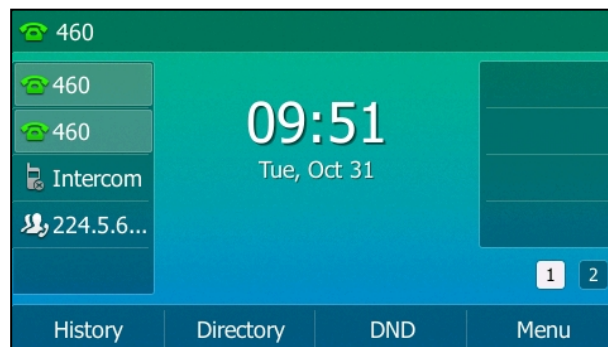 460
460
460
Intercom
224.5.6...
09:51
Tue, Oct 31
1 2
History Directory DND Menu